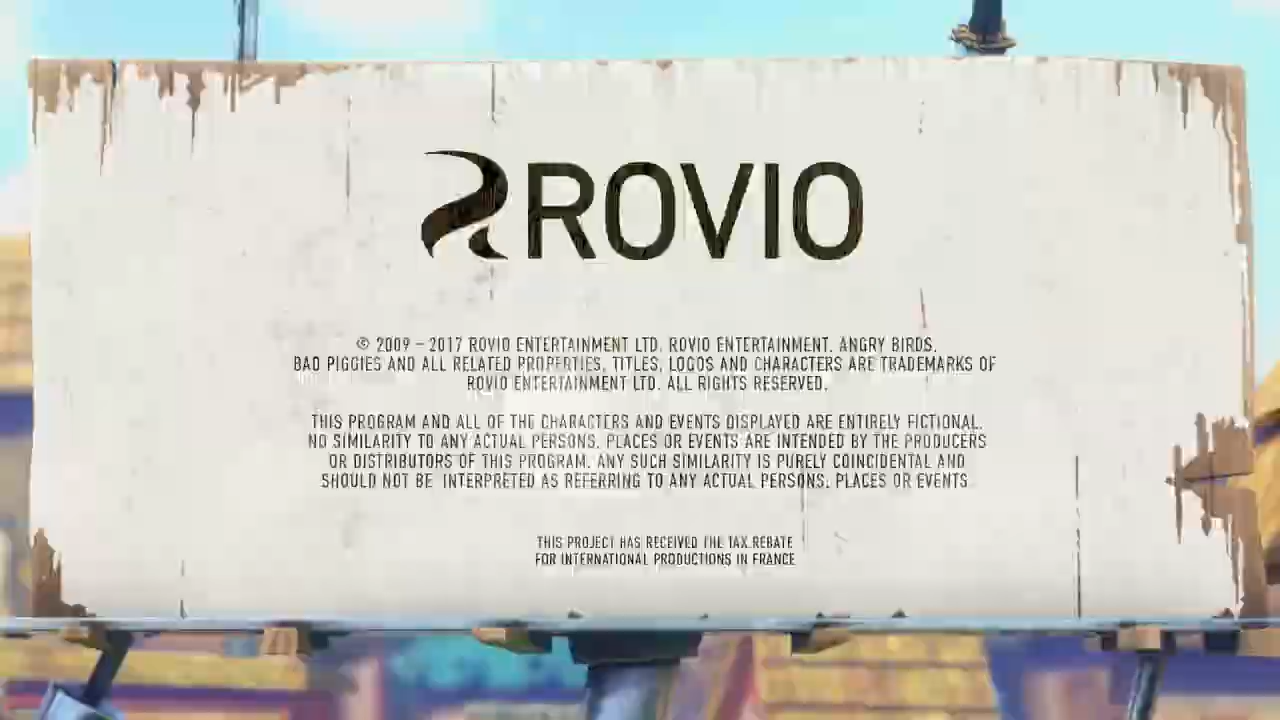 ROVIO
© 2009 – 2017 ROVIO ENTERTAINMENT LTD. ROVIO ENTERTAINMENT. ANGRY BIRDS.
BAD PIGGIES AND ALL RELATED PROPERTIES, TITLES, LOGOS AND CHARACTERS ARE TRADEMARKS OF
ROVIO ENTERTAINMENT LTD. ALL RIGHTS RESERVED.
THIS PROGRAM AND ALL OF THE CHARACTERS AND EVENTS DISPLAYED ARE ENTIRELY FICTIONAL.
NO SIMILARITY TO ANY ACTUAL PERSONS, PLACES OR EVENTS ARE INTENDED BY THE PRODUCERS
OR DISTRIBUTORS OF THIS PROGRAM. ANY SUCH SIMILARITY IS PURELY COINCIDENTAL AND
SHOULD NOT BE INTERPRETED AS REFERRING TO ANY ACTUAL PERSONS, PLACES OR EVENTS
THIS PROJECT HAS RECEIVED THE TAX REBATE
FOR INTERNATIONAL PRODUCTIONS IN FRANCE